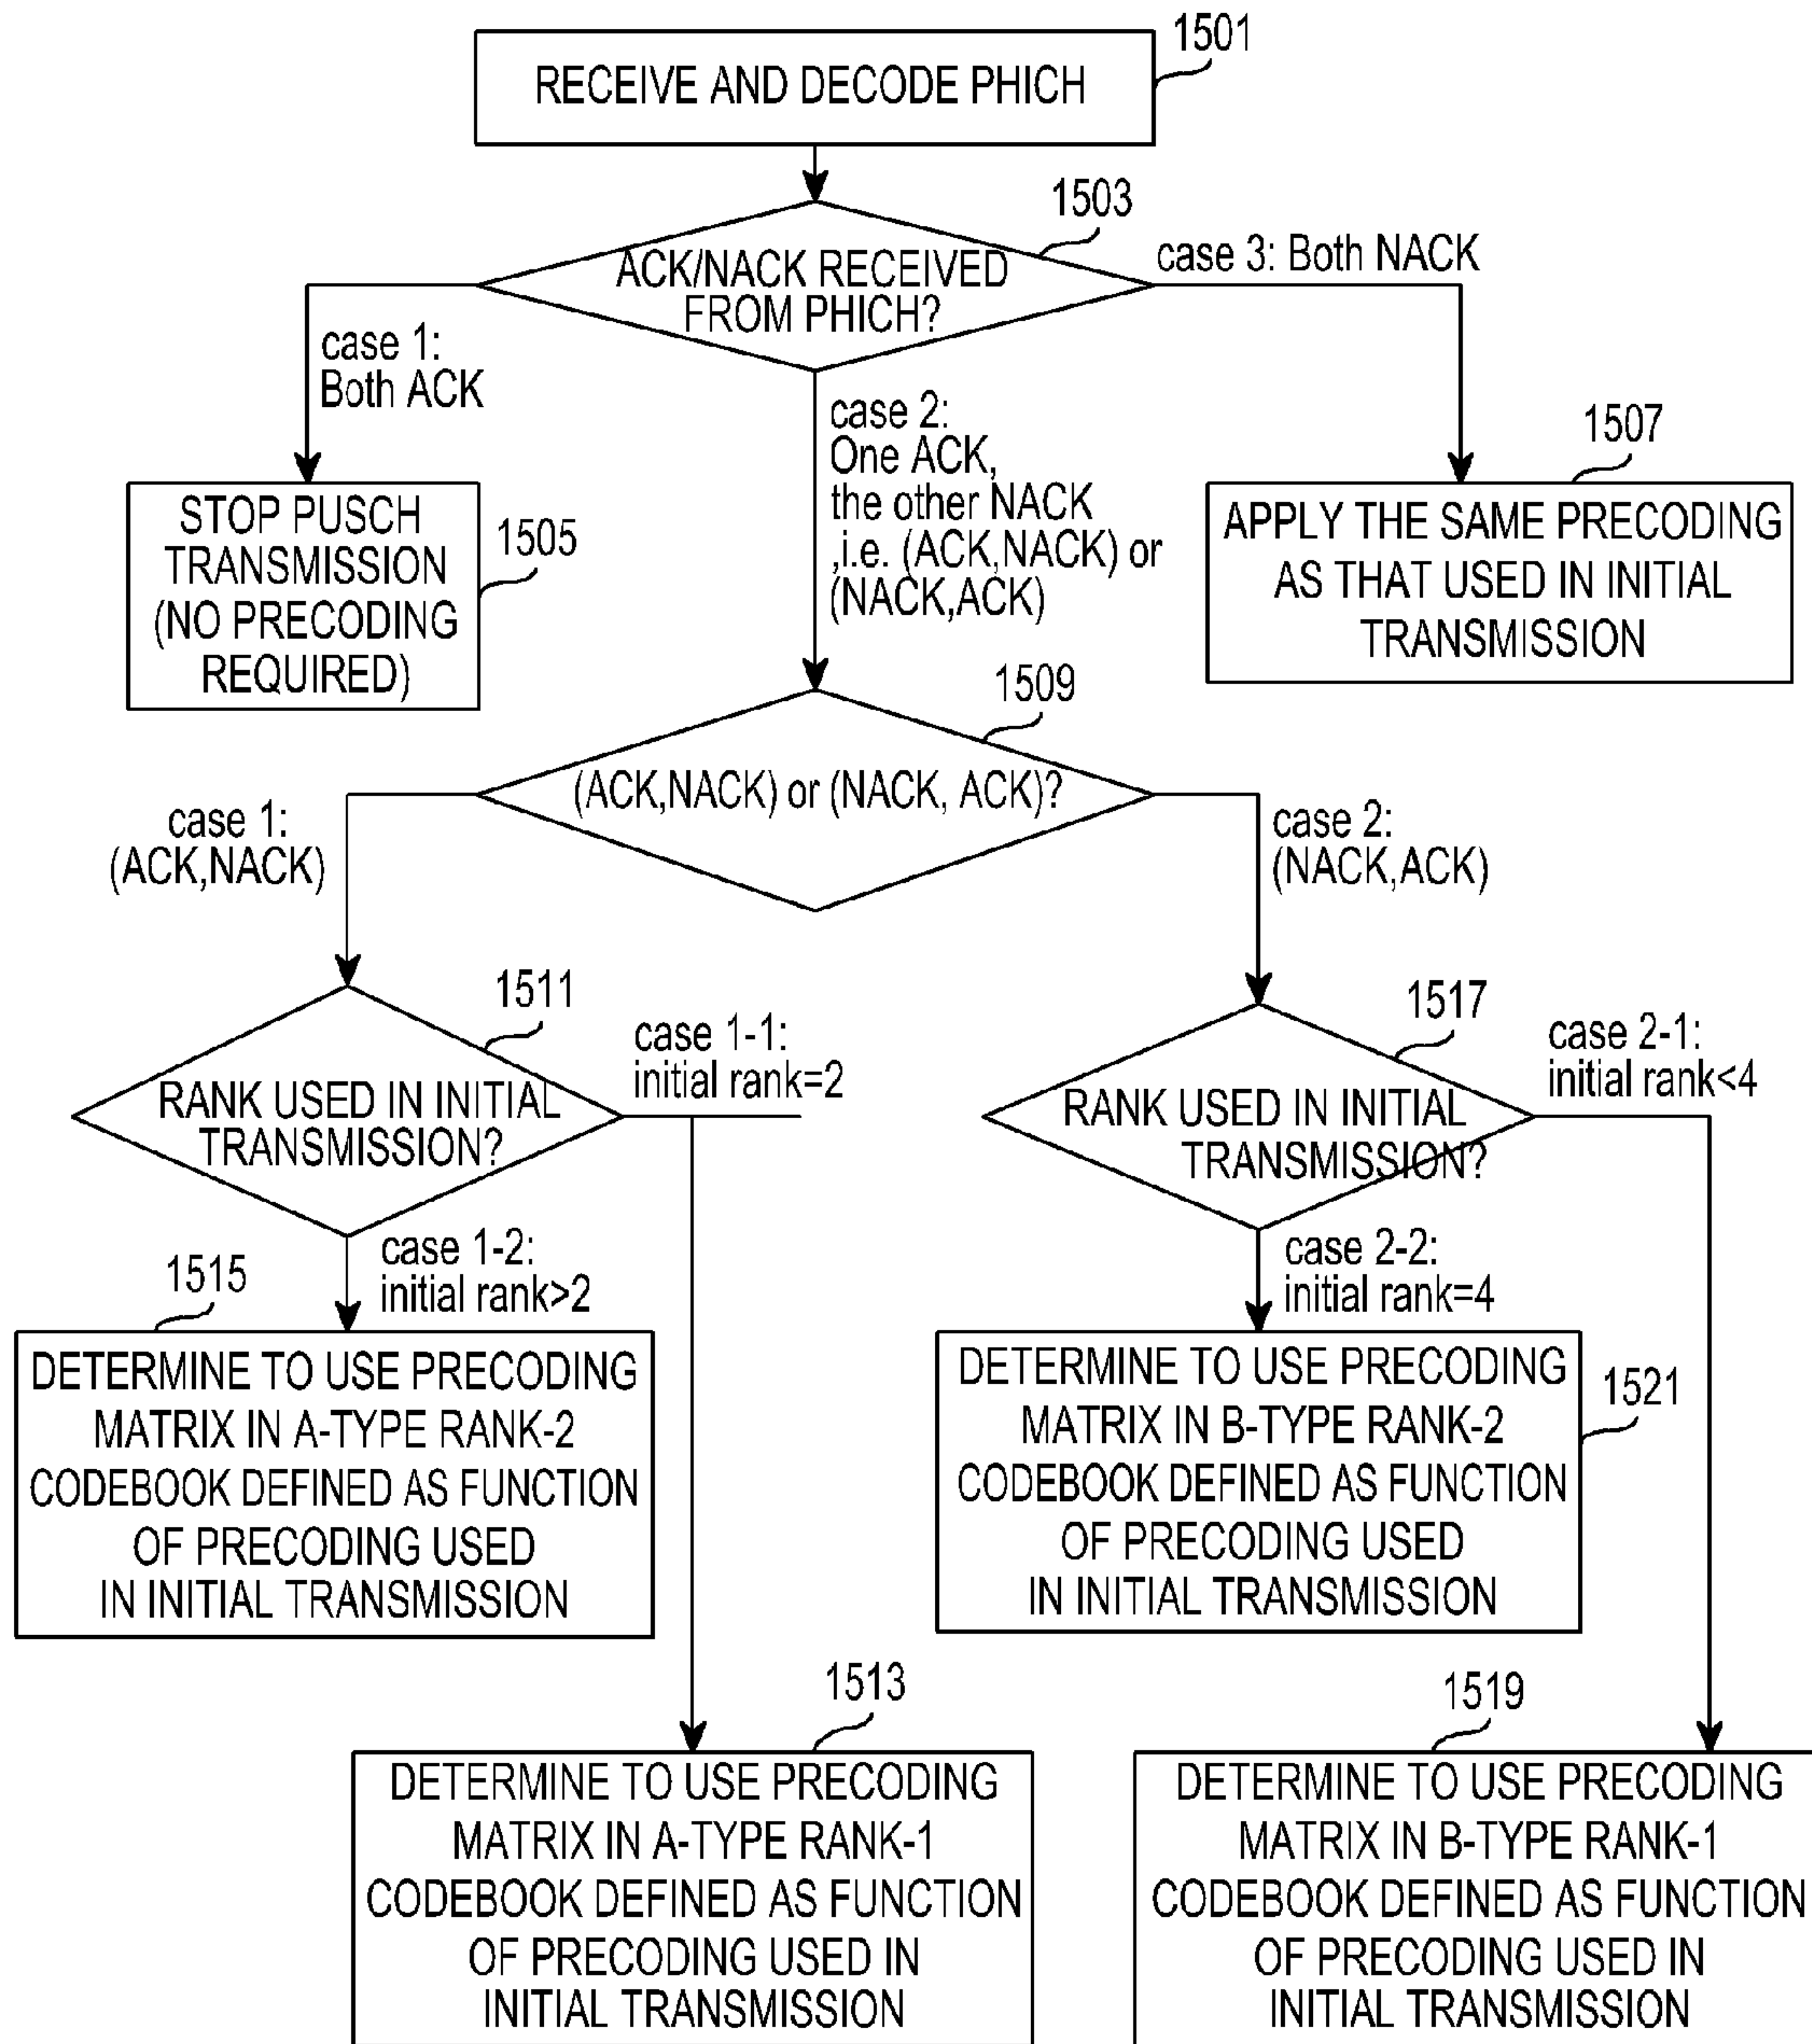 1501
RECEIVE AND DECODE PHICH
1503
ACK/NACK RECEIVED
FROM PHICH?
case 3: Both NACK
case 1:
Both ACK
case 2:
One ACK,
the other NACK
,i.e. (ACK,NACK) or
(NACK,ACK)
1505
STOP PUSCH
TRANSMISSION
(NO PRECODING
REQUIRED)
1507
APPLY THE SAME PRECODING
AS THAT USED IN INITIAL
TRANSMISSION
1509
(ACK,NACK) or (NACK, ACK)?
case 1:
(ACK,NACK)
case 2:
(NACK,ACK)
1511
RANK USED IN INITIAL
TRANSMISSION?
case 1-1:
initial rank=2
1517
RANK USED IN INITIAL
TRANSMISSION?
case 2-1:
initial rank<4
case 1-2:
initial rank>2
case 2-2:
initial rank=4
1515
DETERMINE TO USE PRECODING
MATRIX IN A-TYPE RANK-2
CODEBOOK DEFINED AS FUNCTION
OF PRECODING USED
IN INITIAL TRANSMISSION
1521
DETERMINE TO USE PRECODING
MATRIX IN B-TYPE RANK-2
CODEBOOK DEFINED AS FUNCTION
OF PRECODING USED
IN INITIAL TRANSMISSION
1513
DETERMINE TO USE PRECODING
MATRIX IN A-TYPE RANK-1
CODEBOOK DEFINED AS FUNCTION
OF PRECODING USED IN
INITIAL TRANSMISSION
1519
DETERMINE TO USE PRECODING
MATRIX IN B-TYPE RANK-1
CODEBOOK DEFINED AS FUNCTION
OF PRECODING USED IN
INITIAL TRANSMISSION